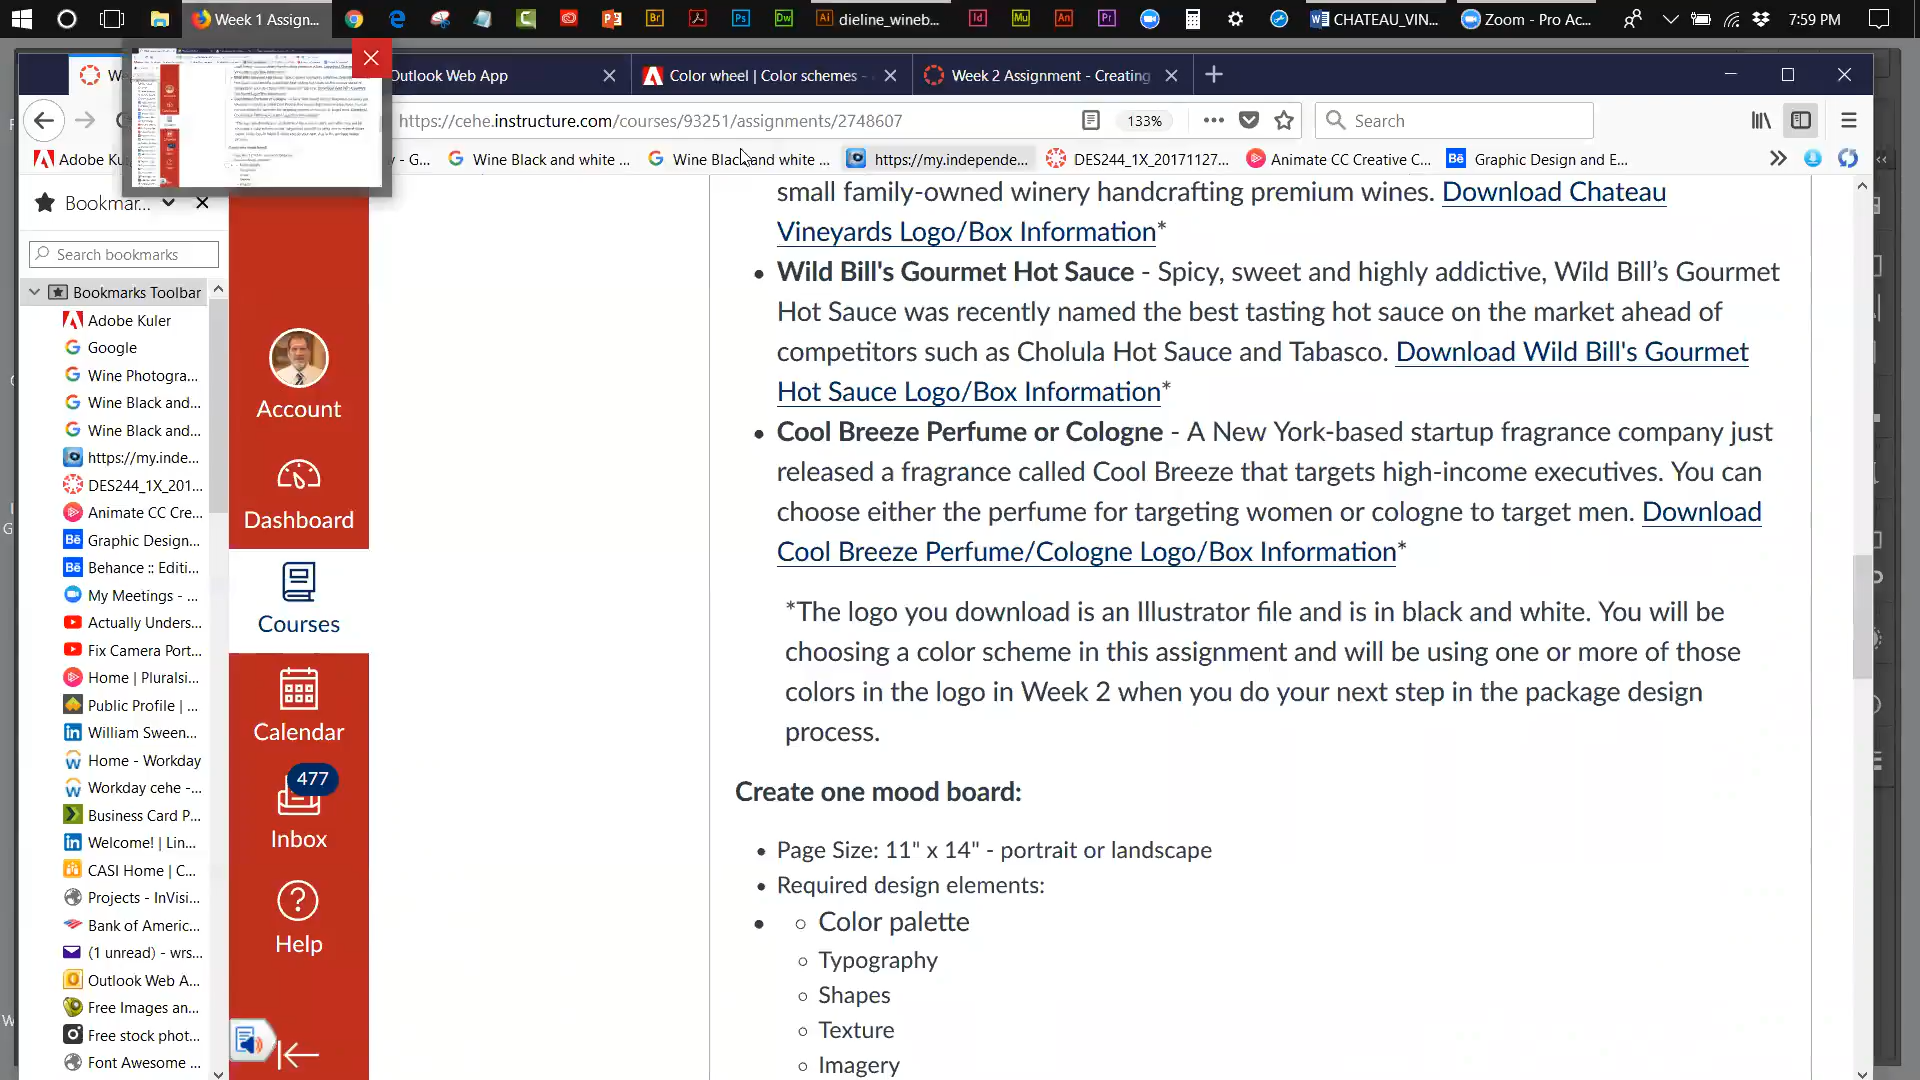 Week 1 Assign...
Br
Ps
Dw
Ai
dieline_wineb...
Id
Mu
An
Pr
CHATEAU_VIN...
Zoom - Pro Ac...
7:59 PM
We
Outlook Web App
Color wheel | Color schemes -
Week 2 Assignment - Creating
https://cehe.instructure.com/courses/93251/assignments/2748607
133%
Search
Adobe Ku
y - G...
Wine Black and white ...
Wine Black and white ...
https://my.independe...
DES244_1X_20171127...
Animate CC Creative C...
Bē
Graphic Design and E...
Bookmar...
Search bookmarks
Bookmarks Toolbar
Adobe Kuler
Google
Wine Photogra...
Wine Black and...
Wine Black and...
https://my.inde...
DES244_1X_201...
Animate CC Cre...
Bē Graphic Design...
Bē Behance :: Editi...
My Meetings - ...
Actually Unders...
Fix Camera Port...
Home | Pluralsi...
Public Profile | ...
William Sween...
Home - Workday
Workday cehe -...
Business Card P...
Welcome! | Lin...
CASI Home | C...
Projects - InVisi...
Bank of Americ...
(1 unread) - wrs...
Outlook Web A...
Free Images an...
Free stock phot...
Font Awesome ...
Account
Dashboard
Courses
Calendar
477
Inbox
Help
small family-owned winery handcrafting premium wines. Download Chateau
Vineyards Logo/Box Information*
• Wild Bill's Gourmet Hot Sauce - Spicy, sweet and highly addictive, Wild Bill’s Gourmet
Hot Sauce was recently named the best tasting hot sauce on the market ahead of
competitors such as Cholula Hot Sauce and Tabasco. Download Wild Bill's Gourmet
Hot Sauce Logo/Box Information*
• Cool Breeze Perfume or Cologne - A New York-based startup fragrance company just
released a fragrance called Cool Breeze that targets high-income executives. You can
choose either the perfume for targeting women or cologne to target men. Download
Cool Breeze Perfume/Cologne Logo/Box Information*
*The logo you download is an Illustrator file and is in black and white. You will be
choosing a color scheme in this assignment and will be using one or more of those
colors in the logo in Week 2 when you do your next step in the package design
process.
Create one mood board:
• Page Size: 11" x 14" - portrait or landscape
• Required design elements:
• ○ Color palette
○ Typography
○ Shapes
○ Texture
○ Imagery